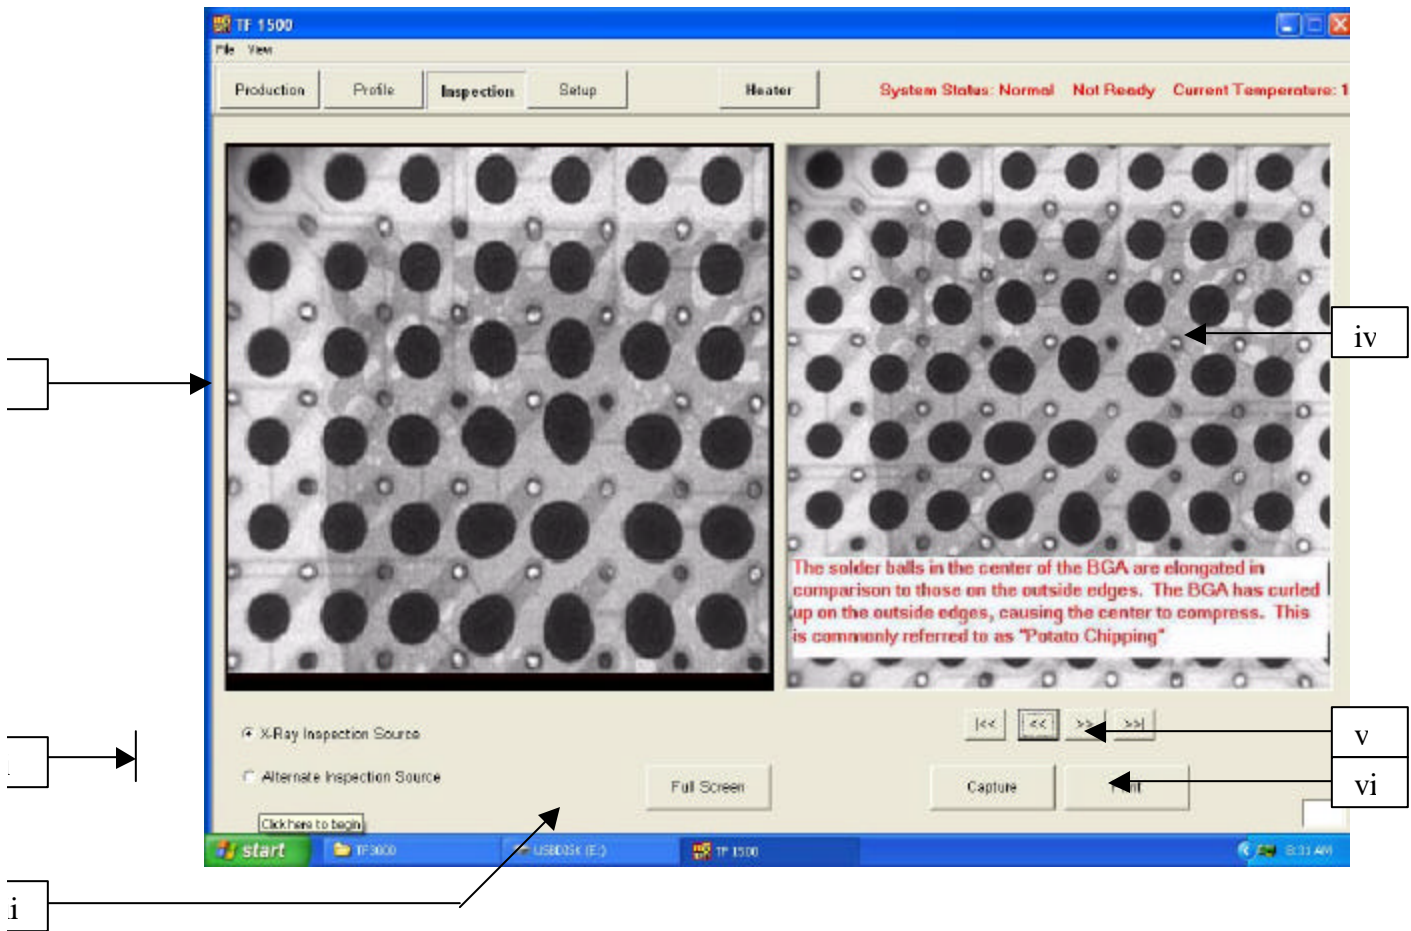 TF 1500
File View
Production Profile Inspection Setup Heater System Status: Normal Not Ready Current Temperature: 1
iv
The solder balls in the center of the BGA are elongated in
comparison to those on the outside edges. The BGA has curled
up on the outside edges, causing the center to compress. This
is commonly referred to as "Potato Chipping"
|<< << >> >>|
X-Ray Inspection Source
v
Alternate Inspection Source
Full Screen Capture
vi
Click here to begin
start TF3000 USBDISK (E:) TF 1500 8:31 AM
i